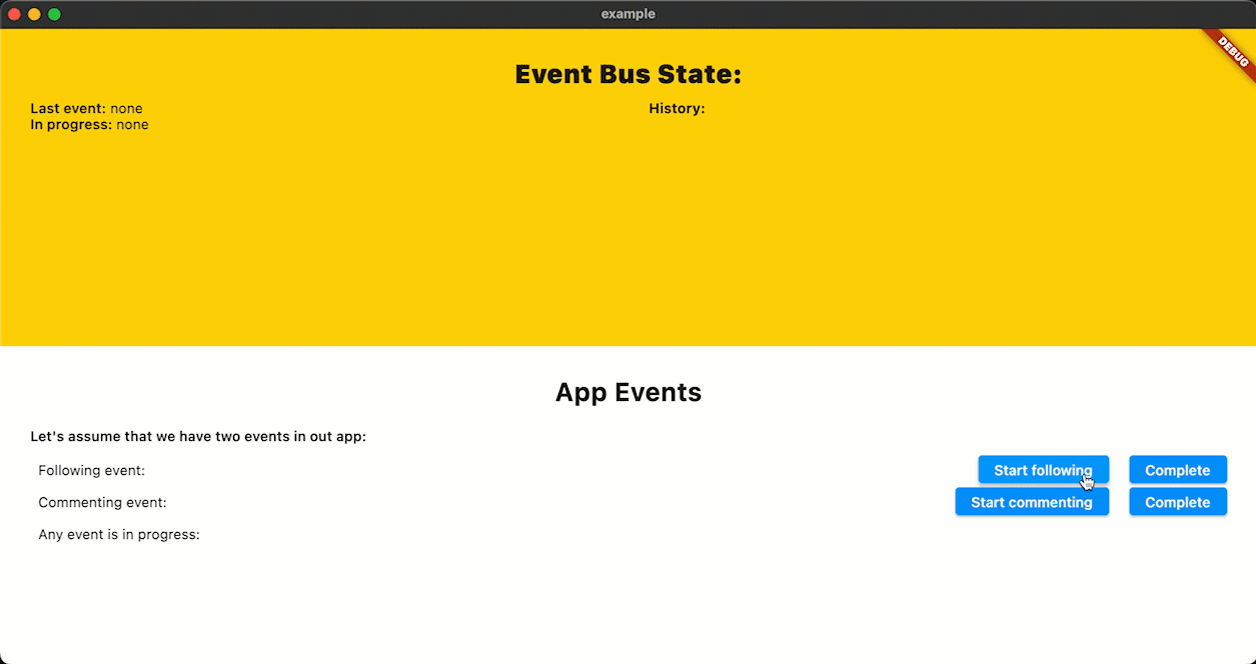 example
DEBUG
Event Bus State:
Last event: none
In progress: none
History:
App Events
Let's assume that we have two events in out app:
Following event:
Start following
Complete
Commenting event:
Start commenting
Complete
Any event is in progress: